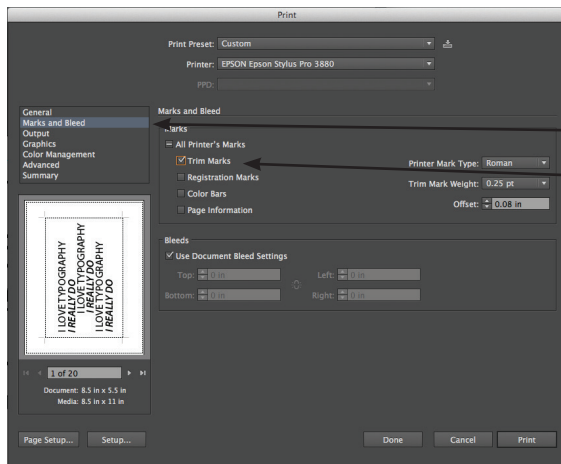 Print
Print Preset: Custom
Printer: EPSON Epson Stylus Pro 3880
PPD:
General
Marks and Bleed
Output
Graphics
Color Management
Advanced
Summary
Marks and Bleed
Marks
All Printer's Marks
Trim Marks
Registration Marks
Color Bars
Page Information
Printer Mark Type: Roman
Trim Mark Weight: 0.25 pt
Offset: 0.08 in
Bleeds
Use Document Bleed Settings
Top: 0 in
Left: 0 in
Bottom: 0 in
Right: 0 in
I LOVE TYPOGRAPHY
I REALLY DO
I LOVE TYPOGRAPHY
I REALLY DO
I LOVE TYPOGRAPHY
I REALLY DO
1 of 20
Document: 8.5 in x 5.5 in
Media: 8.5 in x 11 in
Page Setup...
Setup...
Done
Cancel
Print